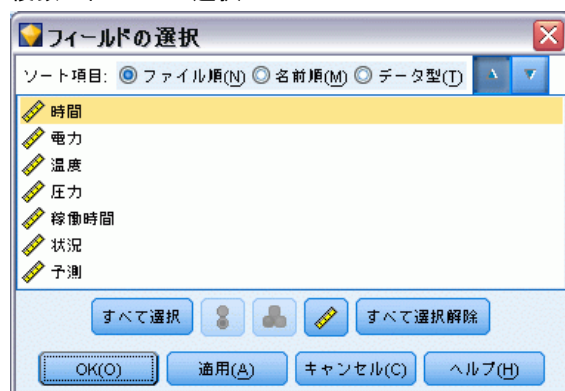 フィールドの選択
ソート項目: ファイル順(N) 名前順(M) データ型(T)
時間
電力
温度
圧力
稼働時間
状況
予測
すべて選択 すべて選択解除
OK(O) 適用(A) キャンセル(C) ヘルプ(H)